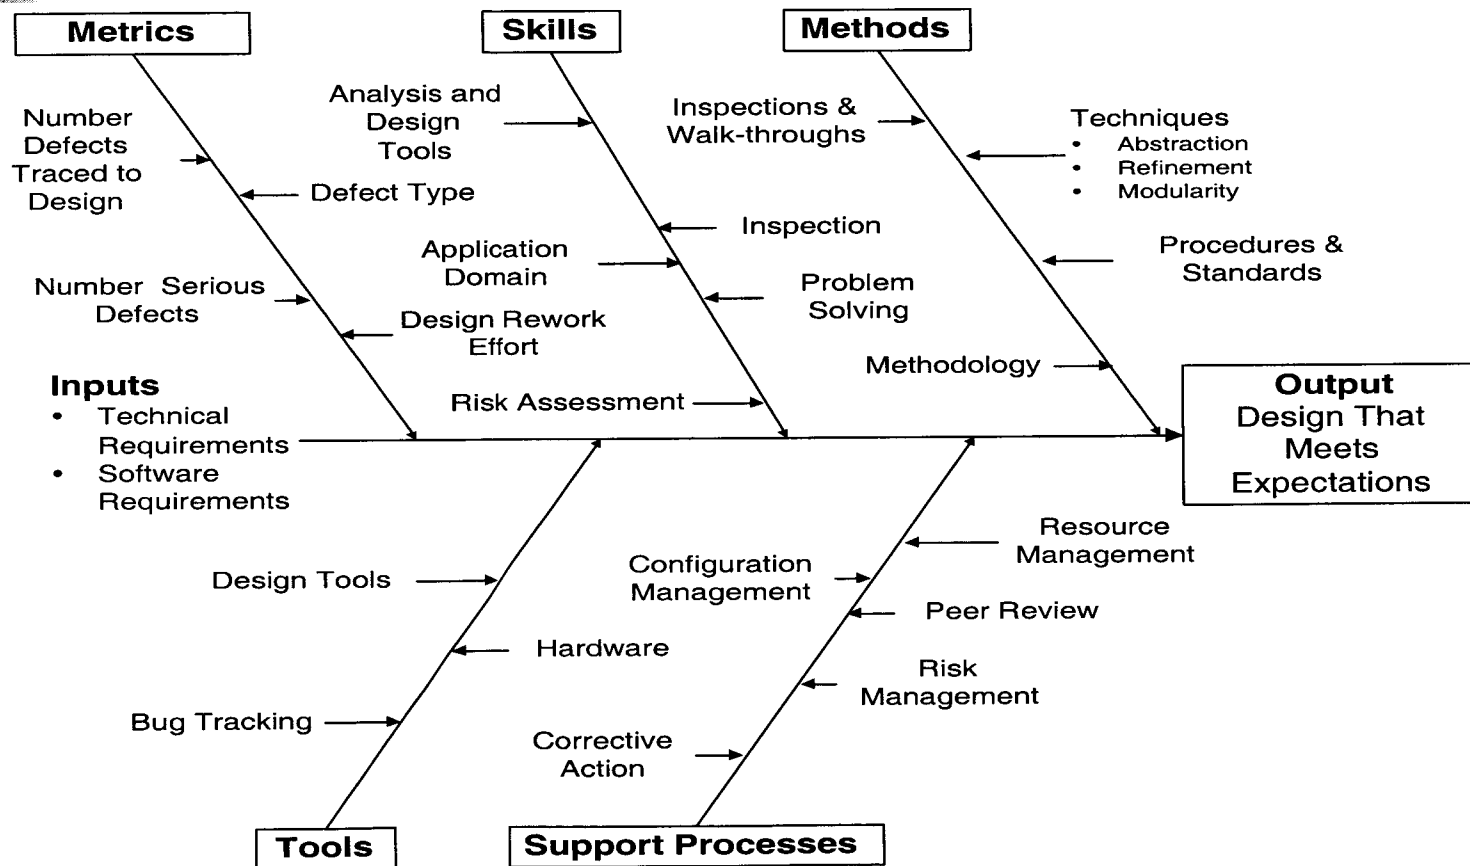 Metrics
Skills
Methods
Number
Defects
Traced to
Design
Defect Type
Number Serious
Defects
Design Rework
Effort
Analysis and
Design
Tools
Inspection
Application
Domain
Problem
Solving
Risk Assessment
Inspections &
Walk-throughs
Techniques
• Abstraction
• Refinement
• Modularity
Procedures &
Standards
Methodology
Inputs
• Technical
Requirements
• Software
Requirements
Output
Design That
Meets
Expectations
Design Tools
Hardware
Bug Tracking
Resource
Management
Configuration
Management
Peer Review
Risk
Management
Corrective
Action
Tools
Support Processes